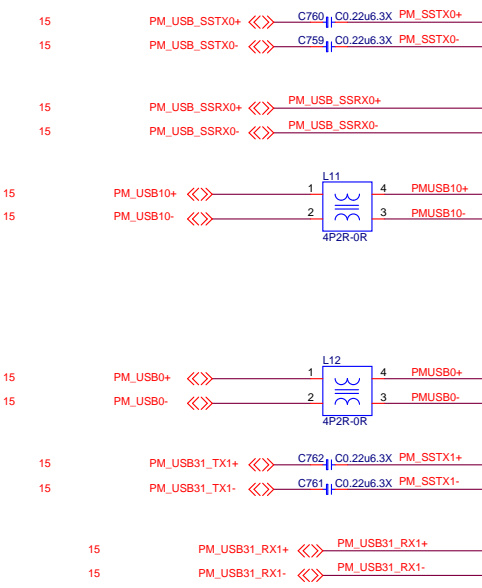 15 PM_USB_SSTX0+ C760 C0.22u6.3X PM_SSTX0+
15 PM_USB_SSTX0- C759 C0.22u6.3X PM_SSTX0-
15 PM_USB_SSRX0+ PM_USB_SSRX0+
15 PM_USB_SSRX0- PM_USB_SSRX0-
L11
15 PM_USB10+ 1 4 PMUSB10+
15 PM_USB10- 2 3 PMUSB10-
4P2R-0R
L12
15 PM_USB0+ 1 4 PMUSB0+
15 PM_USB0- 2 3 PMUSB0-
4P2R-0R
15 PM_USB31_TX1+ C762 C0.22u6.3X PM_SSTX1+
15 PM_USB31_TX1- C761 C0.22u6.3X PM_SSTX1-
15 PM_USB31_RX1+ PM_USB31_RX1+
15 PM_USB31_RX1- PM_USB31_RX1-